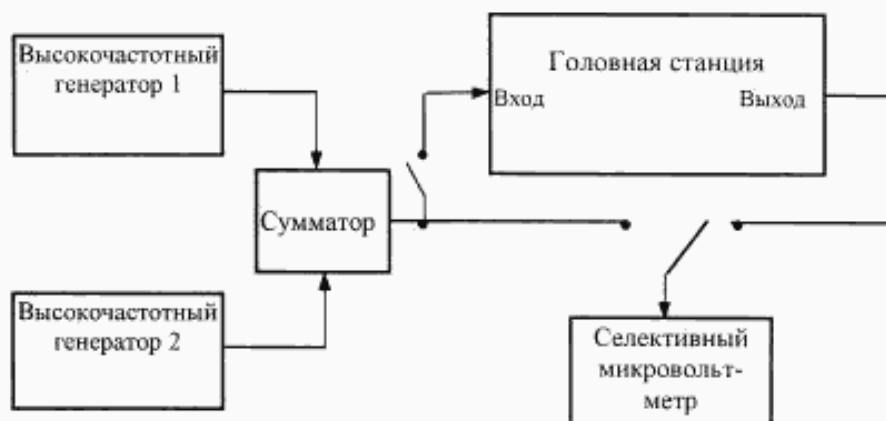 Высокочастотный
генератор 1
Головная станция
Вход
Выход
Сумматор
Высокочастотный
генератор 2
Селективный
микровольт-
метр